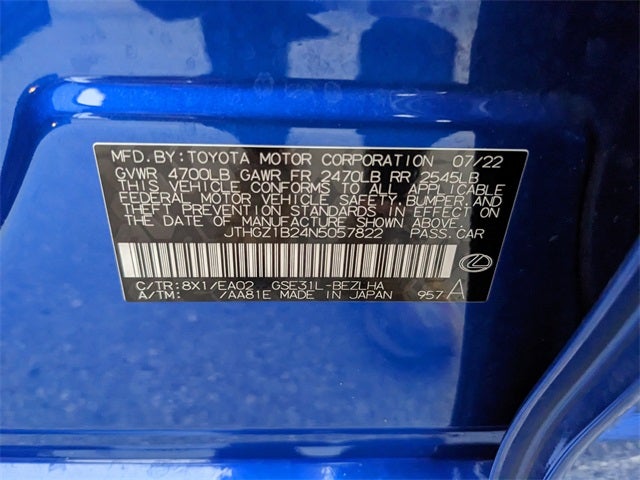 MFD.BY:TOYOTA MOTOR CORPORATION 07/22
GVWR 4700LB GAWR FR 2470LB RR 2545LB
THIS VEHICLE CONFORMS TO ALL APPLICABLE
FEDERAL MOTOR VEHICLE SAFETY,BUMPER,AND
THEFT PREVENTION STANDARDS IN EFFECT ON
THE DATE OF MANUFACTURE SHOWN ABOVE.
JTHGZ1B24N5057822 PASS.CAR
C/TR:8X1/EA02 GSE31L-BEZLHA
A/TM: /AA81E MADE IN JAPAN 957 A